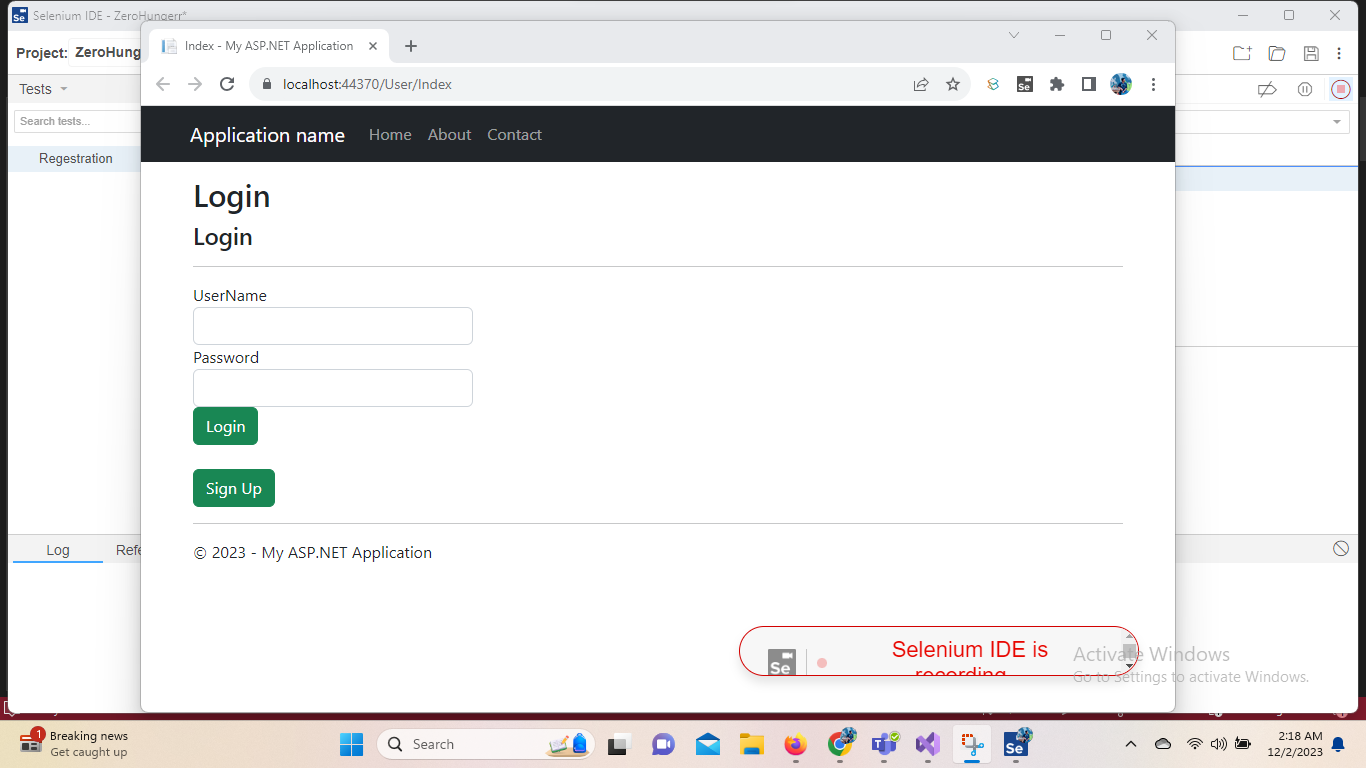 Selenium IDE - ZeroHungerr*
Project: ZeroHung
Tests
Search tests...
Regestration
Log
Refe
Index - My ASP.NET Application
localhost:44370/User/Index
Se
Application name Home About Contact
Login
Login
UserName
Password
Login
Sign Up
© 2023 - My ASP.NET Application
Se
Selenium IDE is
recording
Activate Windows
Go to Settings to activate Windows.
1
Breaking news
Get caught up
Search
Se
2:18 AM
12/2/2023